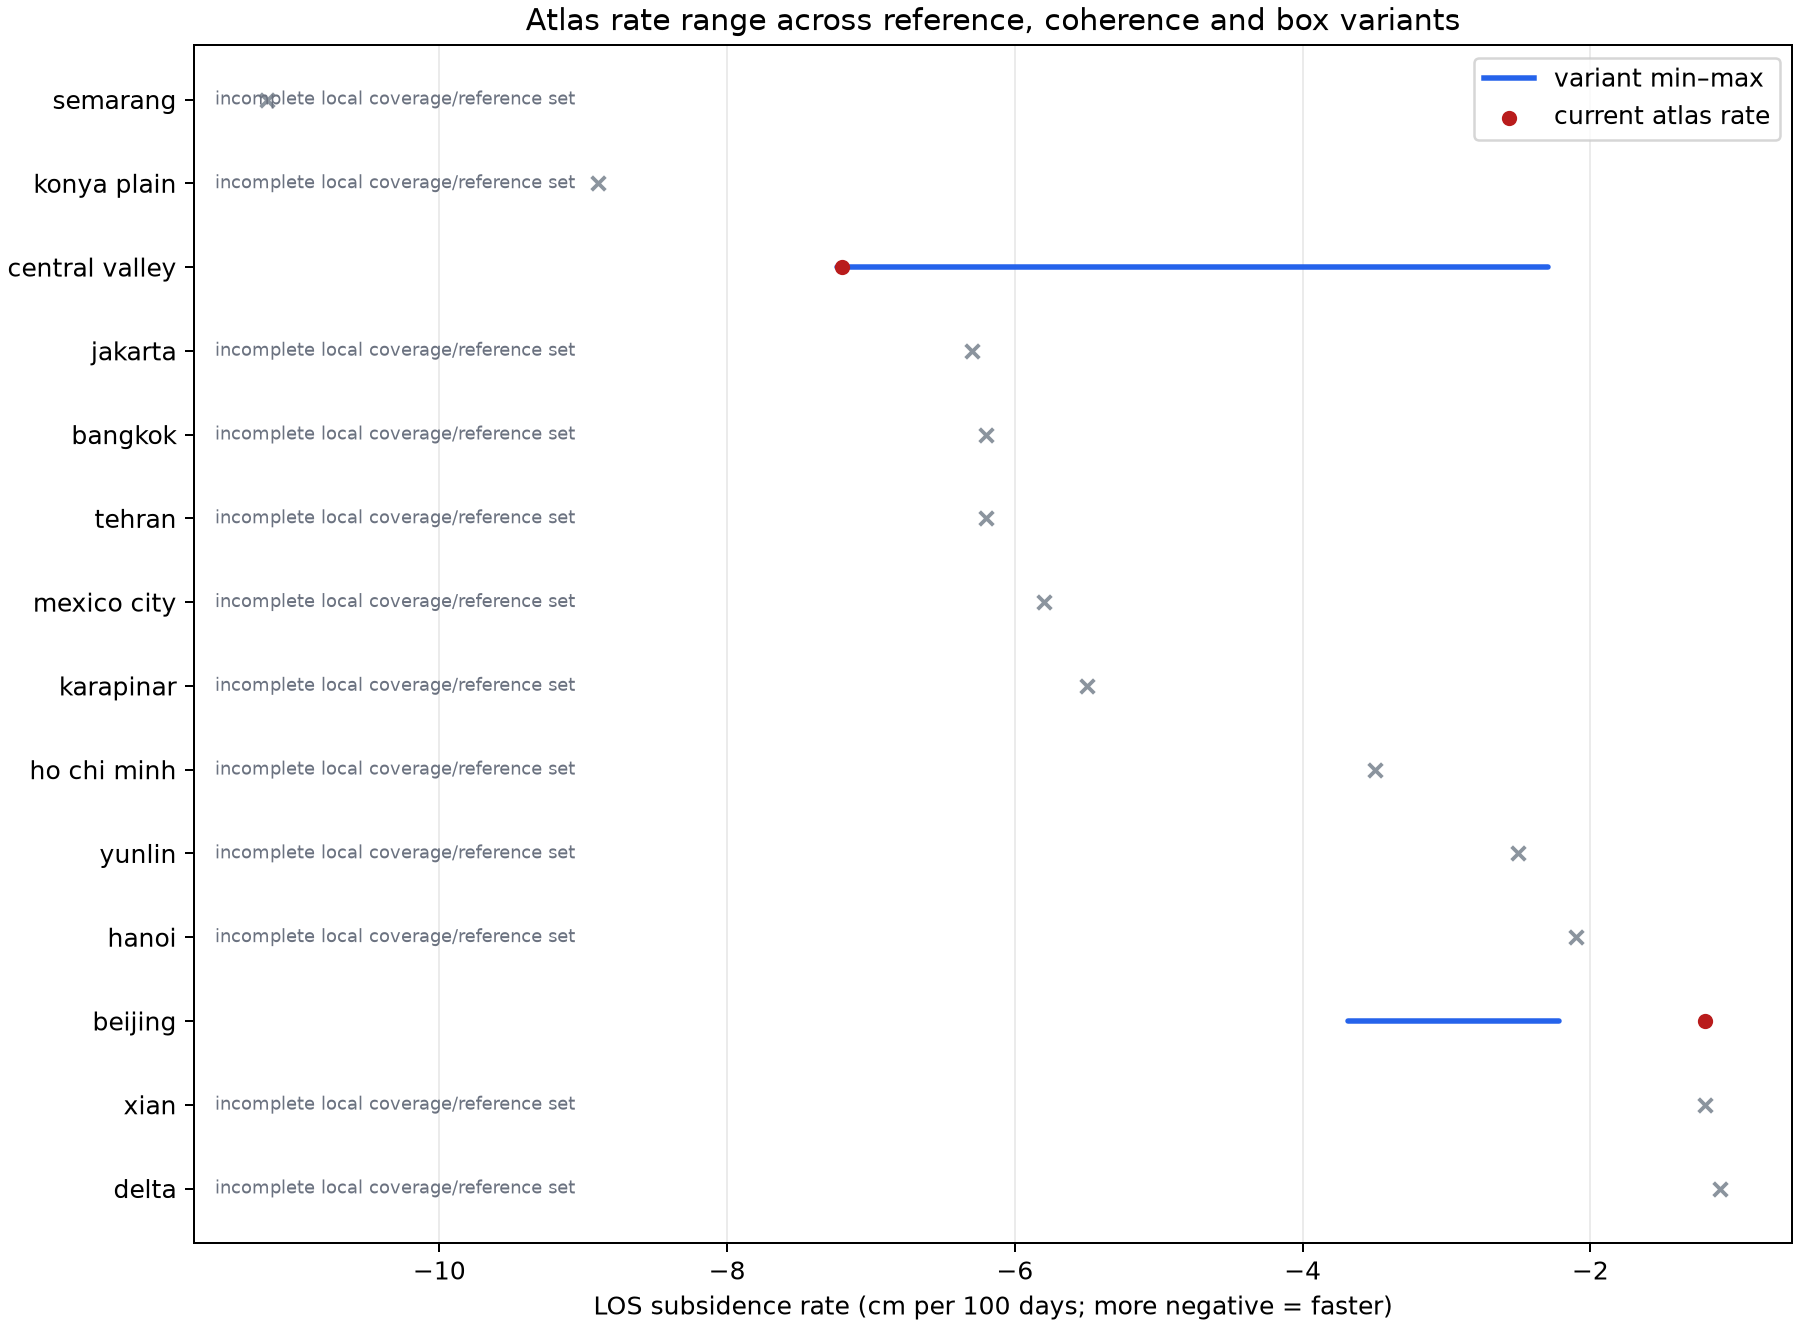 Atlas rate range across reference, coherence and box variants
variant min–max
current atlas rate
semarang incomplete local coverage/reference set
konya plain incomplete local coverage/reference set
central valley
jakarta incomplete local coverage/reference set
bangkok incomplete local coverage/reference set
tehran incomplete local coverage/reference set
mexico city incomplete local coverage/reference set
karapinar incomplete local coverage/reference set
ho chi minh incomplete local coverage/reference set
yunlin incomplete local coverage/reference set
hanoi incomplete local coverage/reference set
beijing
xian incomplete local coverage/reference set
delta incomplete local coverage/reference set
−10 −8 −6 −4 −2
LOS subsidence rate (cm per 100 days; more negative = faster)